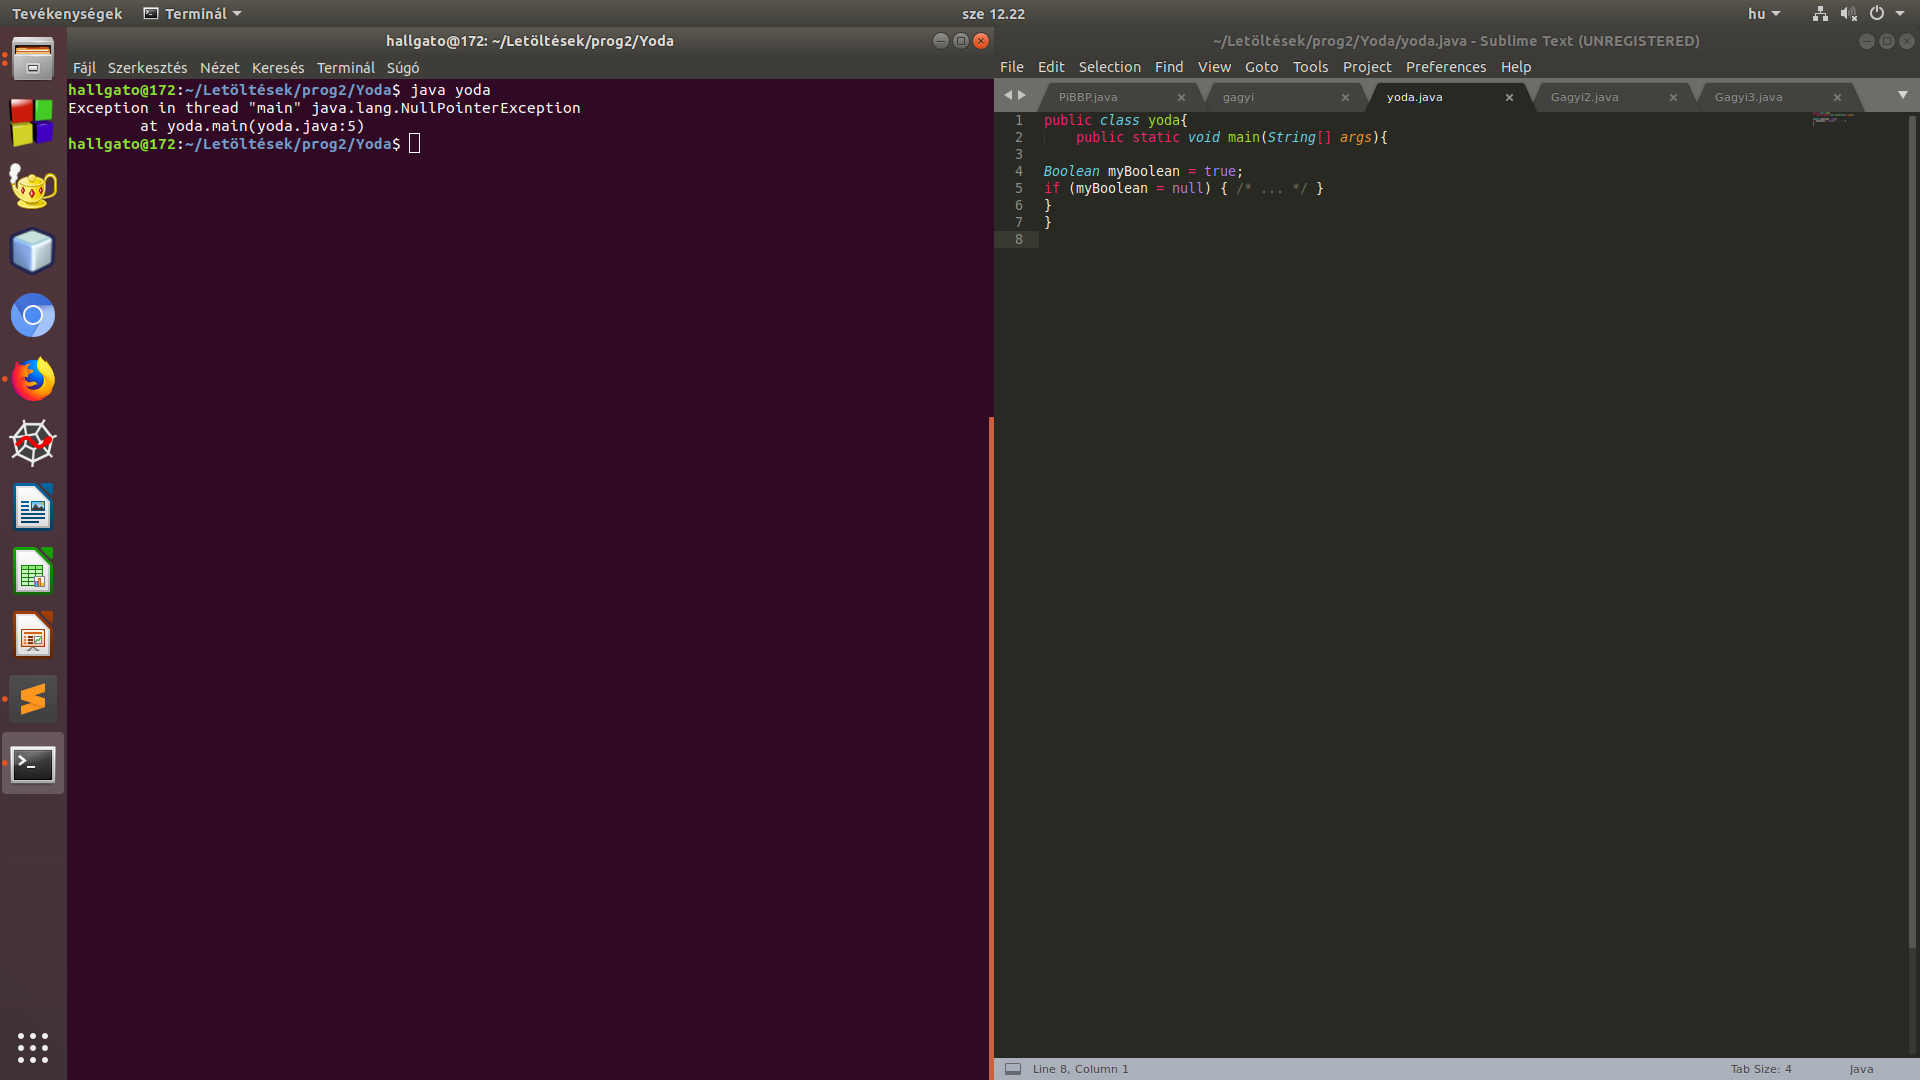 Tevékenységek Terminál sze 12.22 hu
hallgato@172: ~/Letöltések/prog2/Yoda
Fájl Szerkesztés Nézet Keresés Terminál Súgó
hallgato@172:~/Letöltések/prog2/Yoda$ java yoda
Exception in thread "main" java.lang.NullPointerException
at yoda.main(yoda.java:5)
hallgato@172:~/Letöltések/prog2/Yoda$
~/Letöltések/prog2/Yoda/yoda.java - Sublime Text (UNREGISTERED)
File Edit Selection Find View Goto Tools Project Preferences Help
PiBBP.java gagyi yoda.java Gagyi2.java Gagyi3.java
1 public class yoda{
2 public static void main(String[] args){
3
4 Boolean myBoolean = true;
5 if (myBoolean = null) { /* ... */ }
6 }
7 }
8
Line 8, Column 1 Tab Size: 4 Java